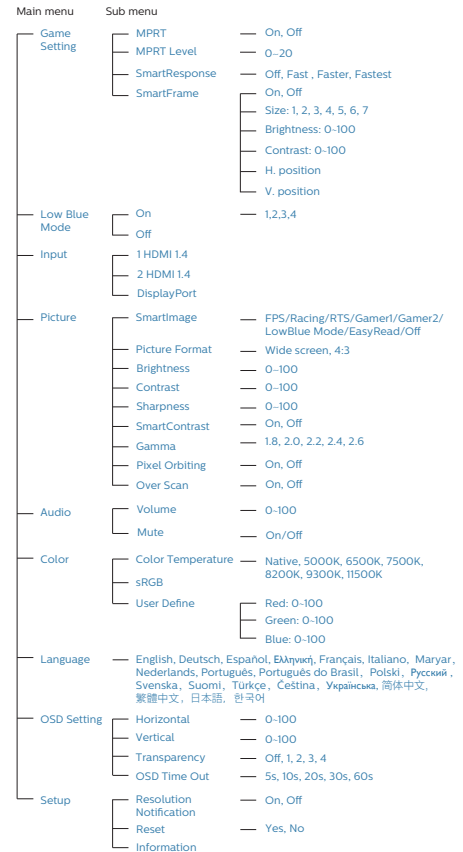 Main menu Sub menu
Game Setting
MPRT
On, Off
MPRT Level
0–20
SmartResponse
Off, Fast , Faster, Fastest
SmartFrame
On, Off
Size: 1, 2, 3, 4, 5, 6, 7
Brightness: 0~100
Contrast: 0~100
H. position
V. position
Low Blue
Mode
On
1,2,3,4
Off
Input
1 HDMI 1.4
2 HDMI 1.4
DisplayPort
Picture
SmartImage
FPS/Racing/RTS/Gamer1/Gamer2/
LowBlue Mode/EasyRead/Off
Picture Format
Wide screen, 4:3
Brightness
0–100
Contrast
0–100
Sharpness
0–100
SmartContrast
On, Off
Gamma
1.8, 2.0, 2.2, 2.4, 2.6
Pixel Orbiting
On, Off
Over Scan
On, Off
Audio
Volume
0~100
Mute
On/Off
Color
Color Temperature
Native, 5000K, 6500K, 7500K,
8200K, 9300K, 11500K
sRGB
User Define
Red: 0~100
Green: 0~100
Blue: 0~100
Language
English, Deutsch, Español, Ελληνική, Français, Italiano, Maryar,
Nederlands, Português, Português do Brasil, Polski, Русский ,
Svenska, Suomi, Türkçe, Čeština, Українська, 简体中文,
繁體中文, 日本語, 한국어
OSD Setting
Horizontal
0~100
Vertical
0~100
Transparency
Off, 1, 2, 3, 4
OSD Time Out
5s, 10s, 20s, 30s, 60s
Setup
Resolution
Notification
On, Off
Reset
Yes, No
Information